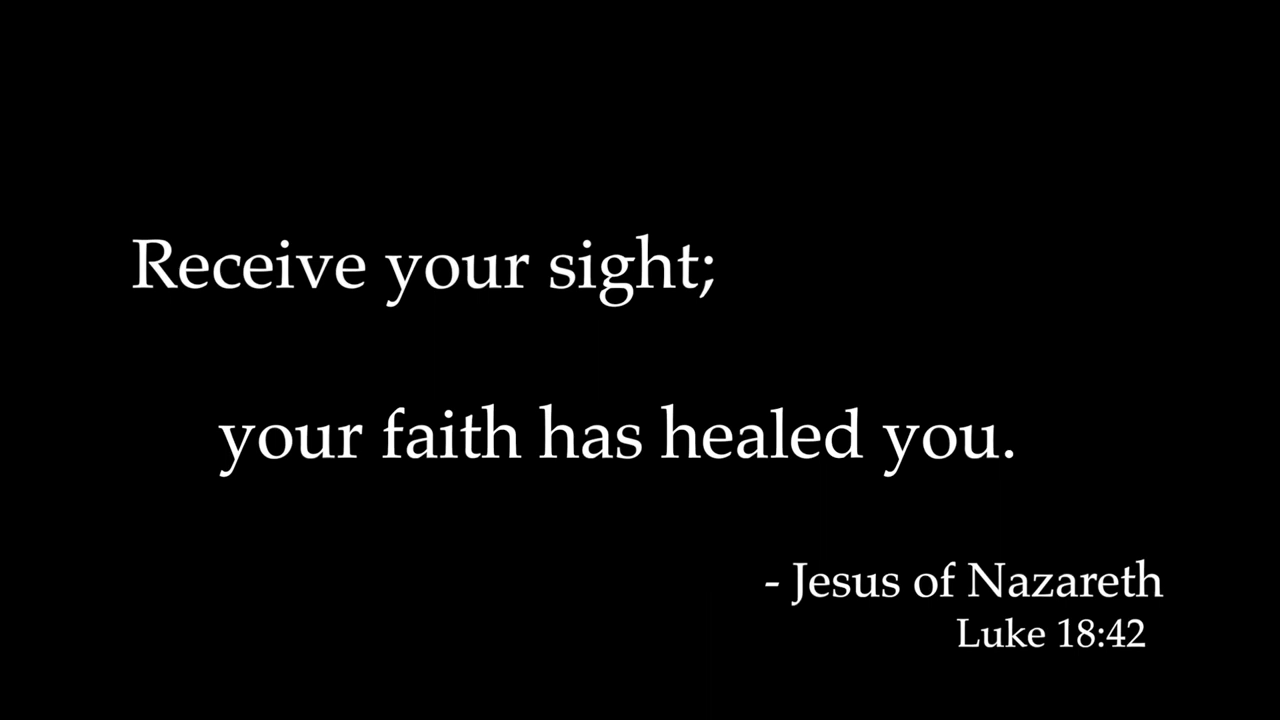 Receive your sight;
your faith has healed you.
- Jesus of Nazareth
Luke 18:42